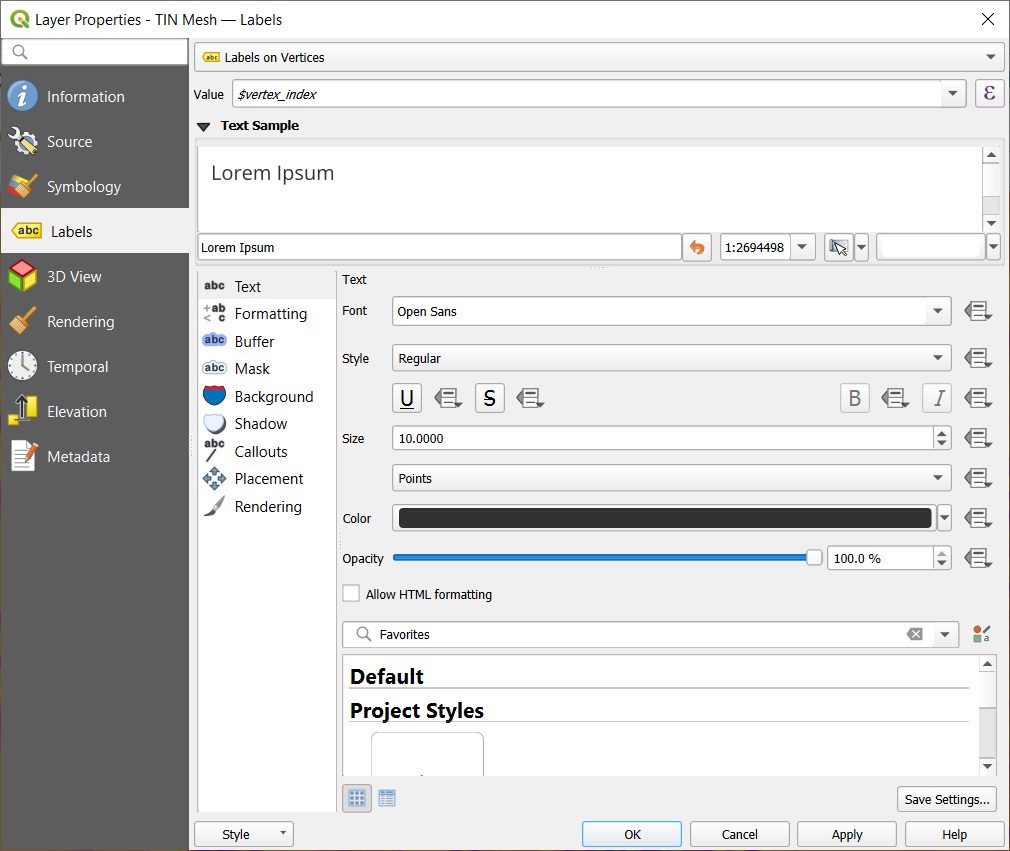 Layer Properties - TIN Mesh — Labels
Information
Source
Symbology
abc Labels
3D View
Rendering
Temporal
Elevation
Metadata
abc Labels on Vertices
Value $vertex_index ε
Text Sample
Lorem Ipsum
Lorem Ipsum 1:2694498
abc Text
+ab < c Formatting
abc Buffer
abc Mask
Background
Shadow
abc Callouts
Placement
Rendering
Text
Font Open Sans
Style Regular
U S B I
Size 10.0000
Points
Color
Opacity 100.0 %
Allow HTML formatting
Favorites a
Default
Project Styles
Save Settings...
Style OK Cancel Apply Help